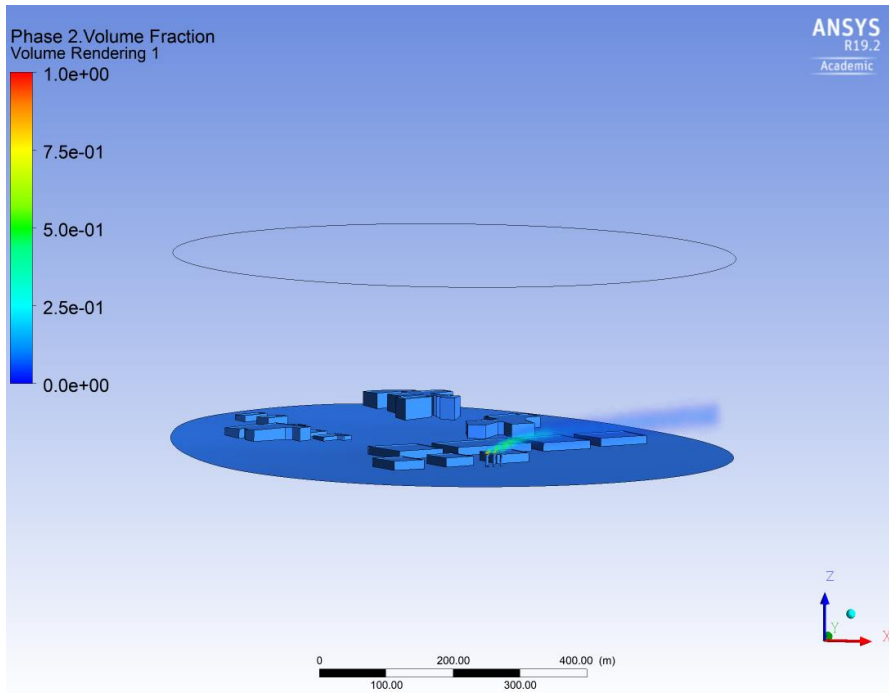 Phase 2.Volume Fraction
Volume Rendering 1
1.0e+00
7.5e-01
5.0e-01
2.5e-01
0.0e+00
ANSYS
R19.2
Academic
Z
Y
X
0 200.00 400.00 (m)
100.00 300.00